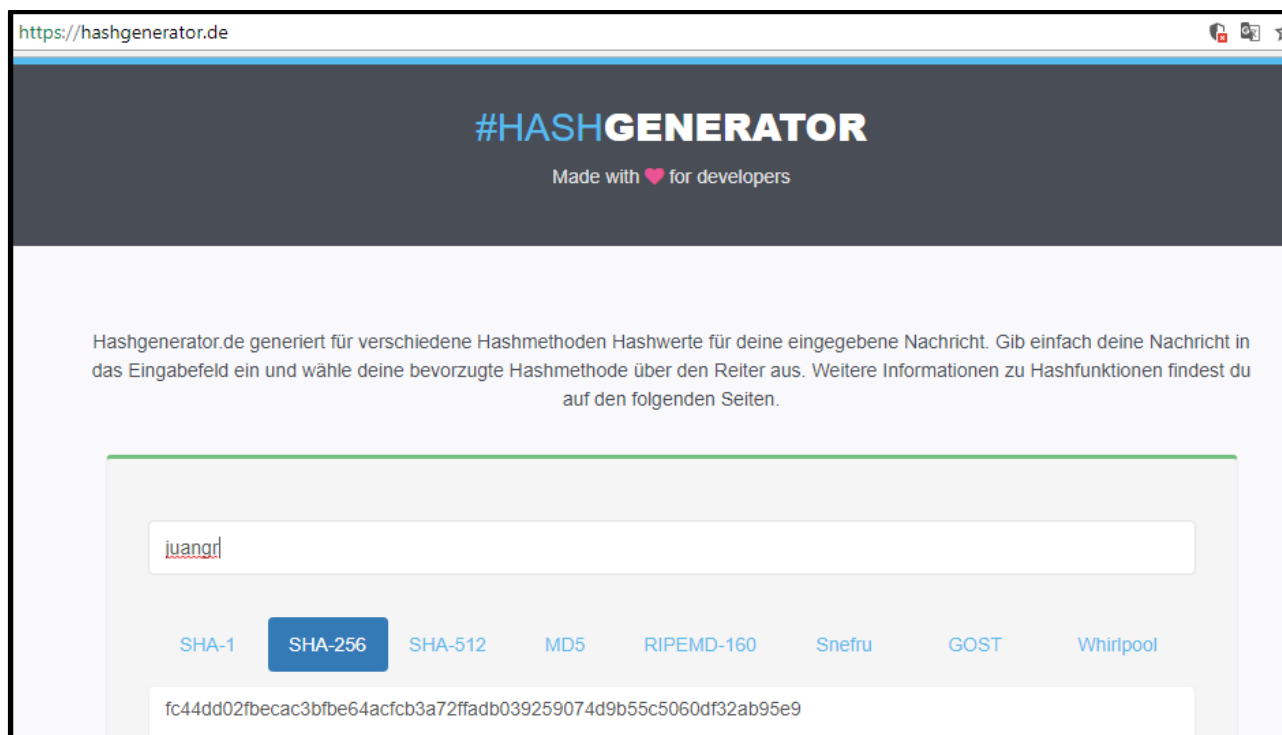 https://hashgenerator.de
#HASHGENERATOR
Made with ♥ for developers
Hashgenerator.de generiert für verschiedene Hashmethoden Hashwerte für deine eingegebene Nachricht. Gib einfach deine Nachricht in
das Eingabefeld ein und wähle deine bevorzugte Hashmethode über den Reiter aus. Weitere Informationen zu Hashfunktionen findest du
auf den folgenden Seiten.
juangr
SHA-1 SHA-256 SHA-512 MD5 RIPEMD-160 Snefru GOST Whirlpool
fc44dd02fbecac3bfbe64acfcb3a72ffadb039259074d9b55c5060df32ab95e9